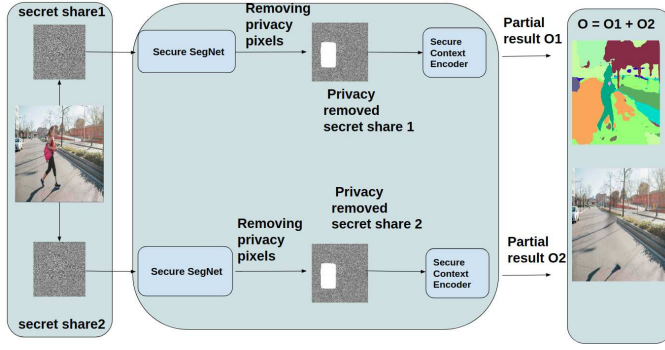 secret share1
Removing
privacy
pixels
Partial
result O1
O = O1 + O2
Secure SegNet
Secure
Context
Encoder
Privacy
removed
secret share 1
Privacy
removed
secret share 2
Removing
privacy
pixels
Partial
result O2
Secure SegNet
Secure
Context
Encoder
secret share2